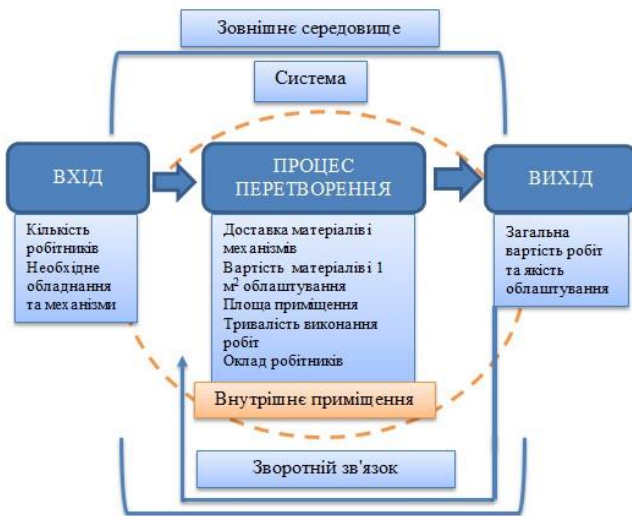 Зовнішнє середовище
Система
ВХІД
ПРОЦЕС
ПЕРЕТВОРЕННЯ
ВИХІД
Кількість
робітників
Необхідне
обладнання
та механізми
Доставка матеріалів і
механізмів
Вартість матеріалів і 1
м² облаштування
Площа приміщення
Тривалість виконання
робіт
Оклад робітників
Загальна
вартість робіт
та якість
облаштування
Внутрішнє приміщення
Зворотній зв'язок